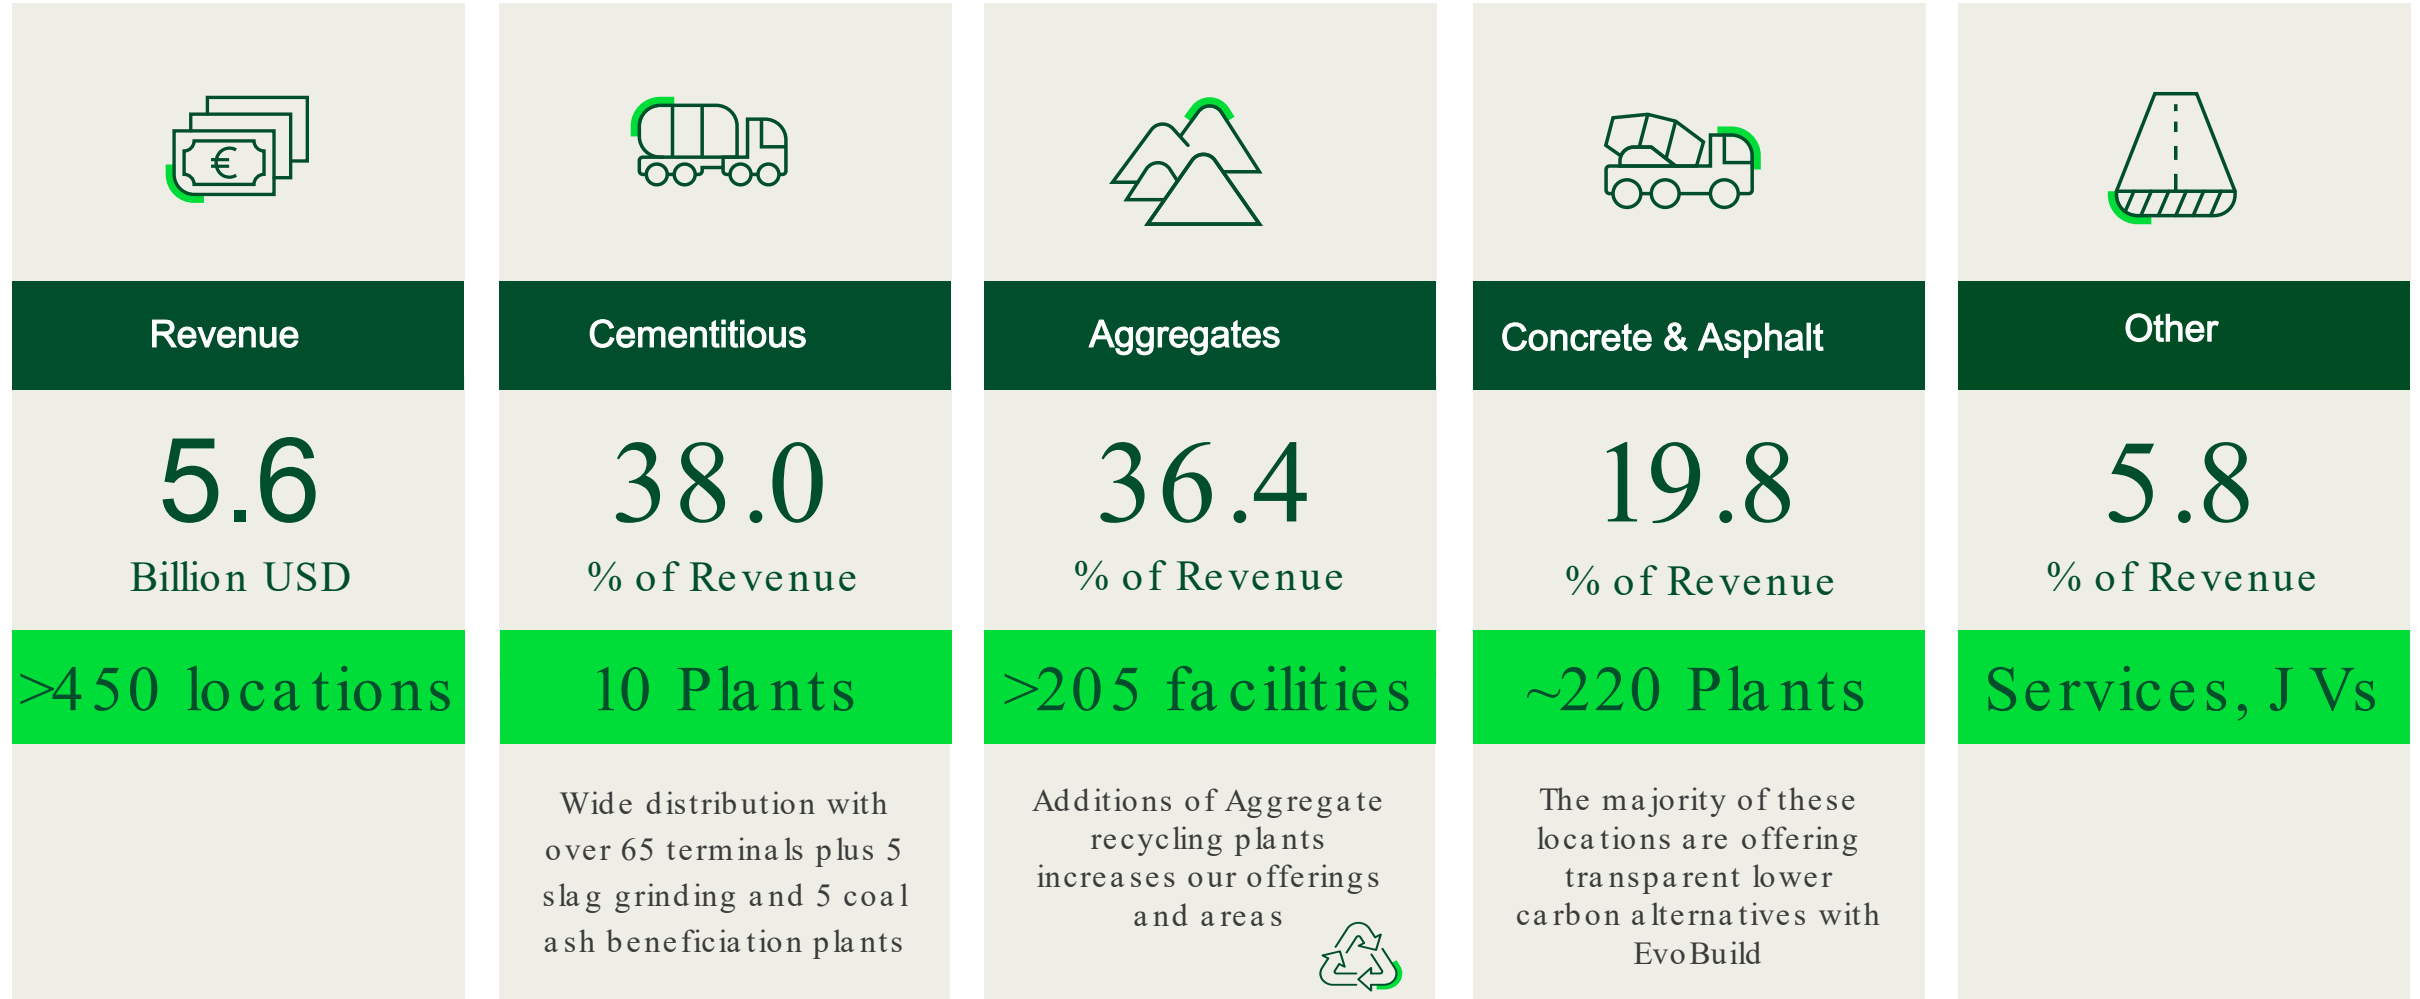 Revenue
5.6
Billion USD
>450 locations
Cementitious
38.0
% of Revenue
10 Plants
Wide distribution with
over 65 terminals plus 5
slag grinding and 5 coal
ash beneficiation plants
Aggregates
36.4
% of Revenue
>205 facilities
Additions of Aggregate
recycling plants
increases our offerings
and areas
Concrete & Asphalt
19.8
% of Revenue
~220 Plants
The majority of these
locations are offering
transparent lower
carbon alternatives with
EvoBuild
Other
5.8
% of Revenue
Services, JVs